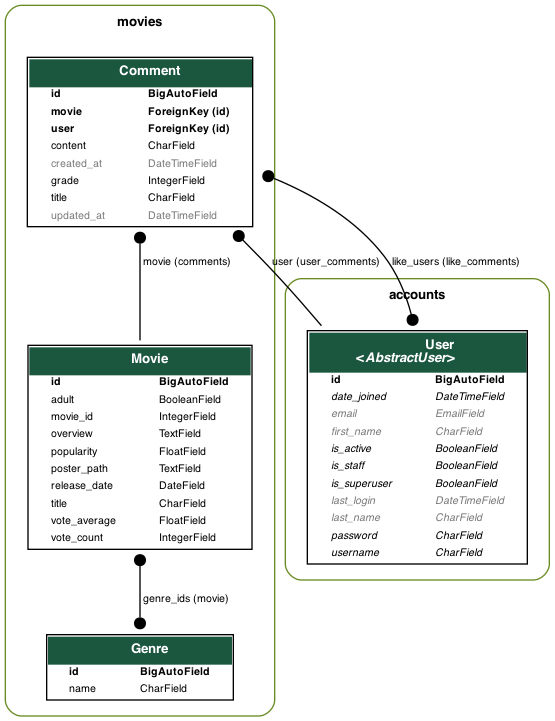 movies
Comment
id BigAutoField
movie ForeignKey (id)
user ForeignKey (id)
content CharField
created_at DateTimeField
grade IntegerField
title CharField
updated_at DateTimeField
movie (comments)
user (user_comments)
like_users (like_comments)
accounts
User
<AbstractUser>
id BigAutoField
date_joined DateTimeField
email EmailField
first_name CharField
is_active BooleanField
is_staff BooleanField
is_superuser BooleanField
last_login DateTimeField
last_name CharField
password CharField
username CharField
Movie
id BigAutoField
adult BooleanField
movie_id IntegerField
overview TextField
popularity FloatField
poster_path TextField
release_date DateField
title CharField
vote_average FloatField
vote_count IntegerField
genre_ids (movie)
Genre
id BigAutoField
name CharField